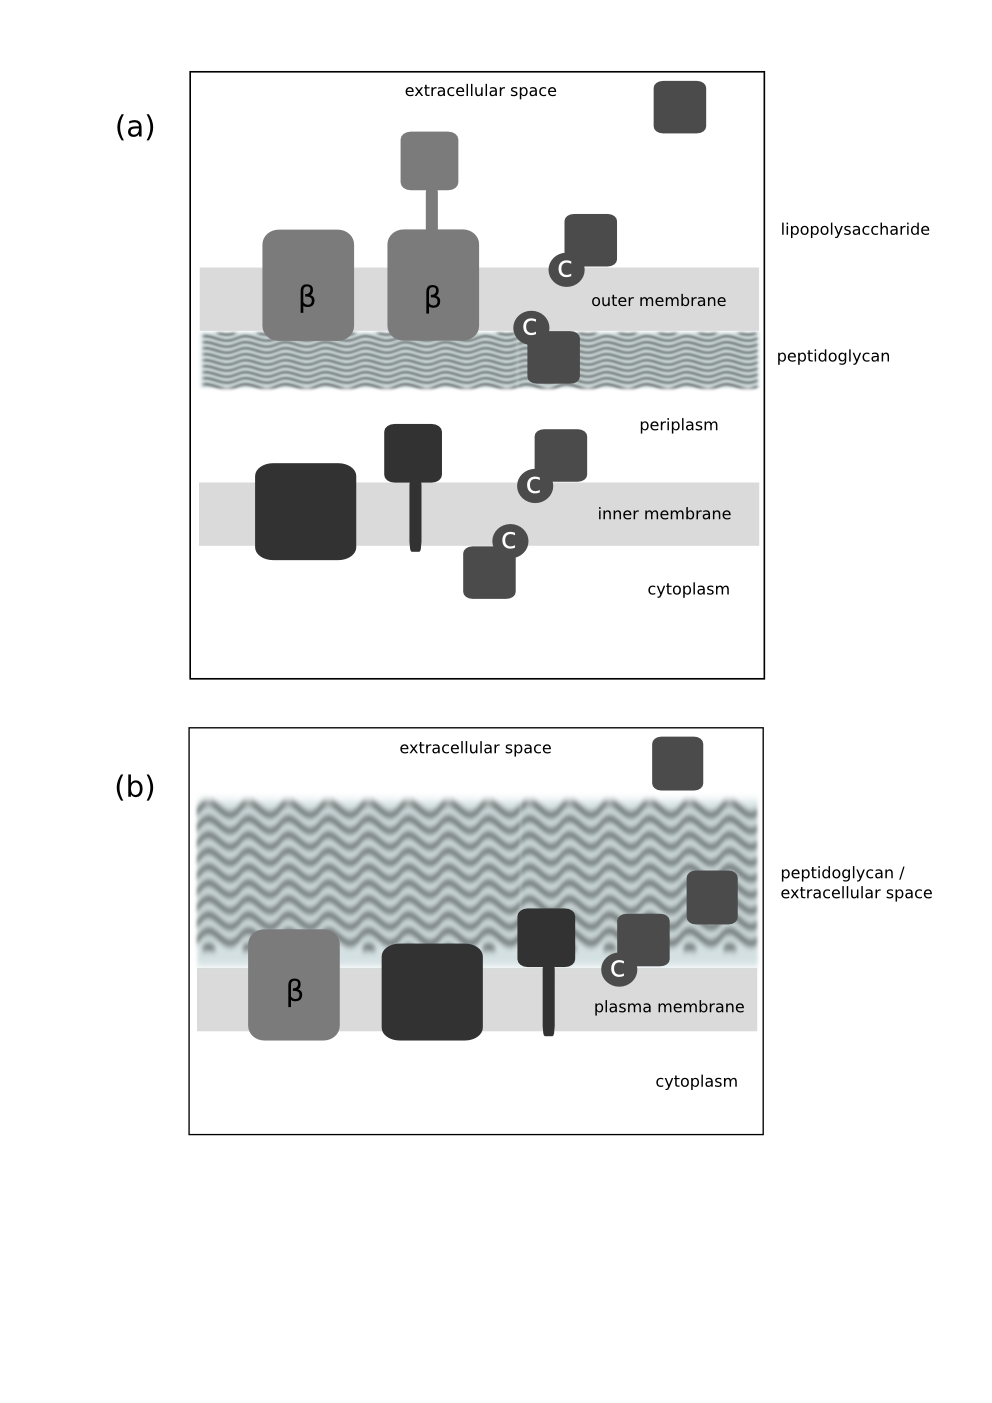 (a)
extracellular space
lipopolysaccharide
C
β
β
outer membrane
C
peptidoglycan
periplasm
C
inner membrane
C
cytoplasm
(b)
extracellular space
peptidoglycan /
extracellular space
C
β
plasma membrane
cytoplasm